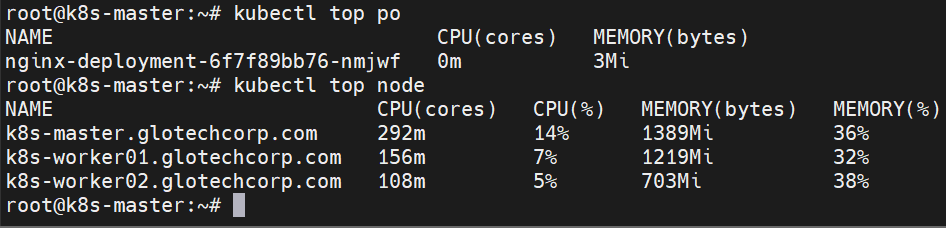 root@k8s-master:~# kubectl top po
NAME CPU(cores) MEMORY(bytes)
nginx-deployment-6f7f89bb76-nmjwf 0m 3Mi
root@k8s-master:~# kubectl top node
NAME CPU(cores) CPU(%) MEMORY(bytes) MEMORY(%)
k8s-master.glotechcorp.com 292m 14% 1389Mi 36%
k8s-worker01.glotechcorp.com 156m 7% 1219Mi 32%
k8s-worker02.glotechcorp.com 108m 5% 703Mi 38%
root@k8s-master:~#